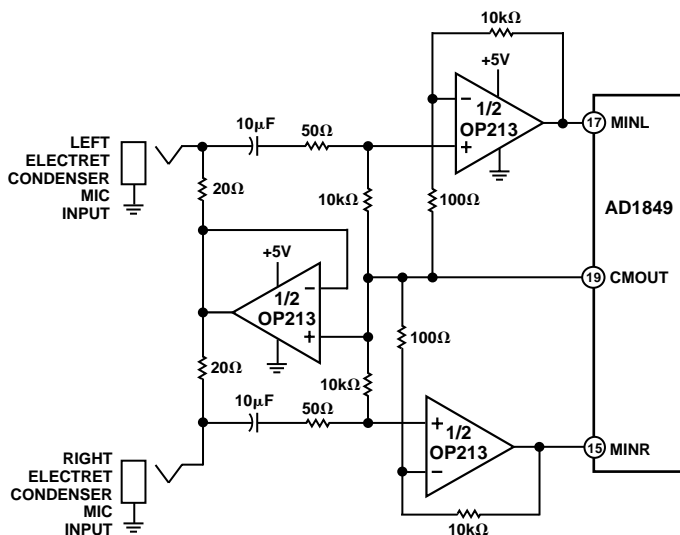 10kΩ
+5V
1/2
OP213
17
MINL
10µF
50Ω
LEFT
ELECTRET
CONDENSER
MIC
INPUT
20Ω
10kΩ
100Ω
AD1849
+5V
1/2
OP213
19
CMOUT
20Ω
100Ω
10kΩ
10µF
50Ω
1/2
OP213
15
MINR
RIGHT
ELECTRET
CONDENSER
MIC
INPUT
10kΩ